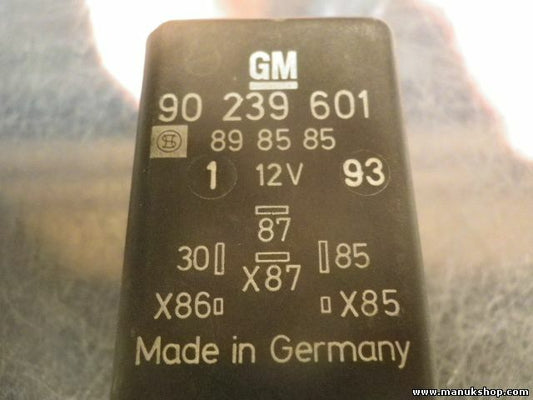 GM
90 239 601
89 85 85
1 12V 93
87
30 85
X87
X86 X85
Made in Germany
www.manukshop.com